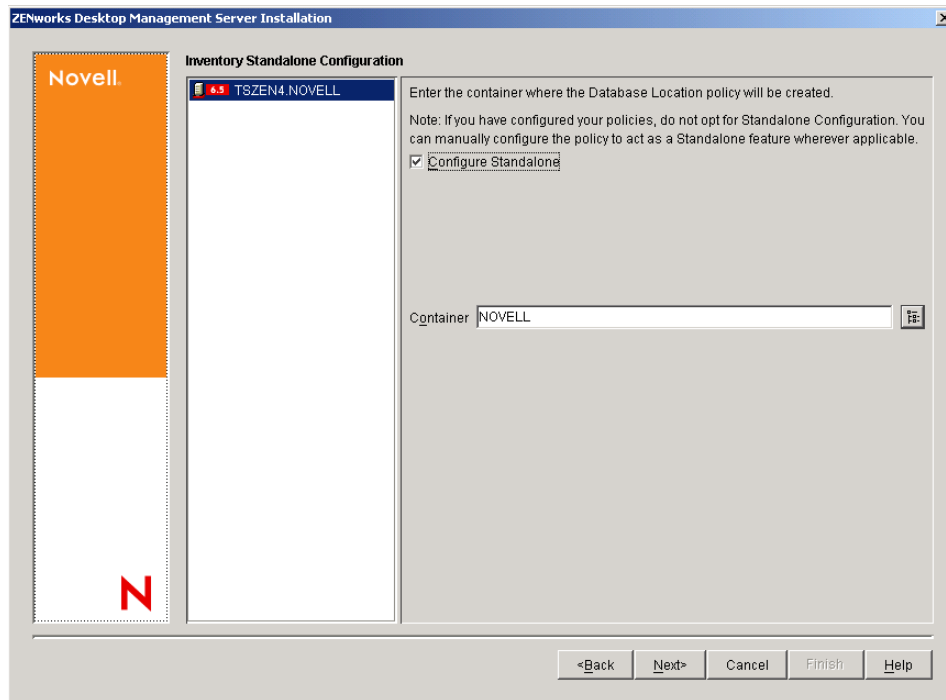 ZENworks Desktop Management Server Installation
Novell.
Inventory Standalone Configuration
6.5 TSZEN4.NOVELL
Enter the container where the Database Location policy will be created.
Note: If you have configured your policies, do not opt for Standalone Configuration. You
can manually configure the policy to act as a Standalone feature wherever applicable.
Configure Standalone
Container NOVELL
N
<Back Next> Cancel Finish Help